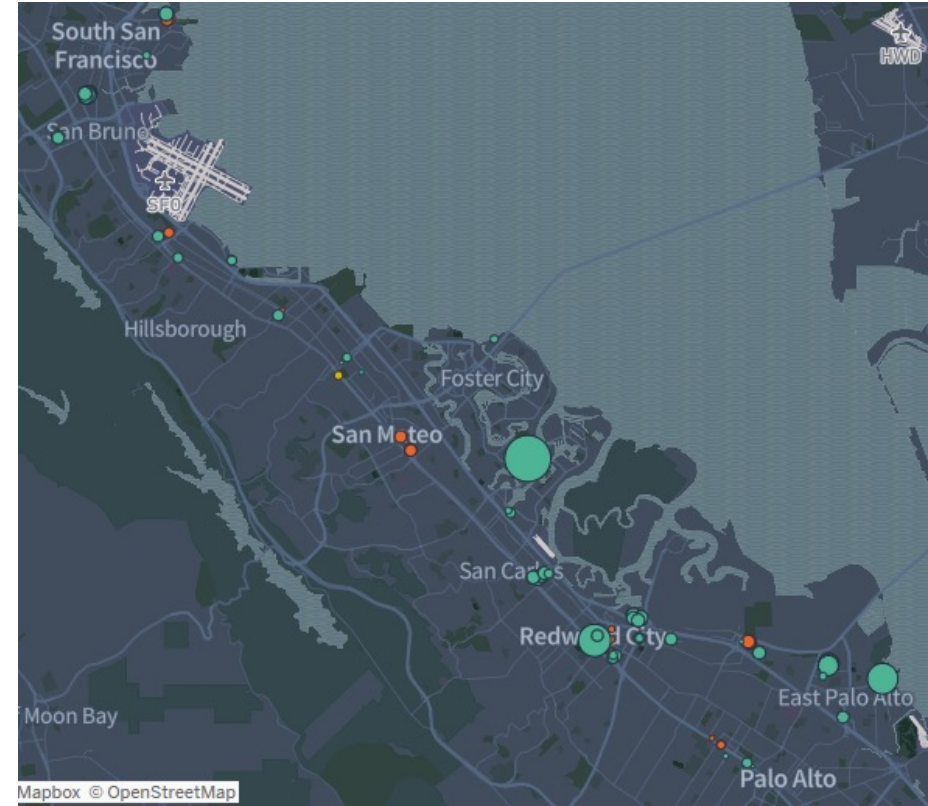 South San
Francisco
HWD
San Bruno
SFO
Hillsborough
Foster City
San Mateo
San Carlos
Redwood City
East Palo Alto
Moon Bay
Palo Alto
Mapbox © OpenStreetMap